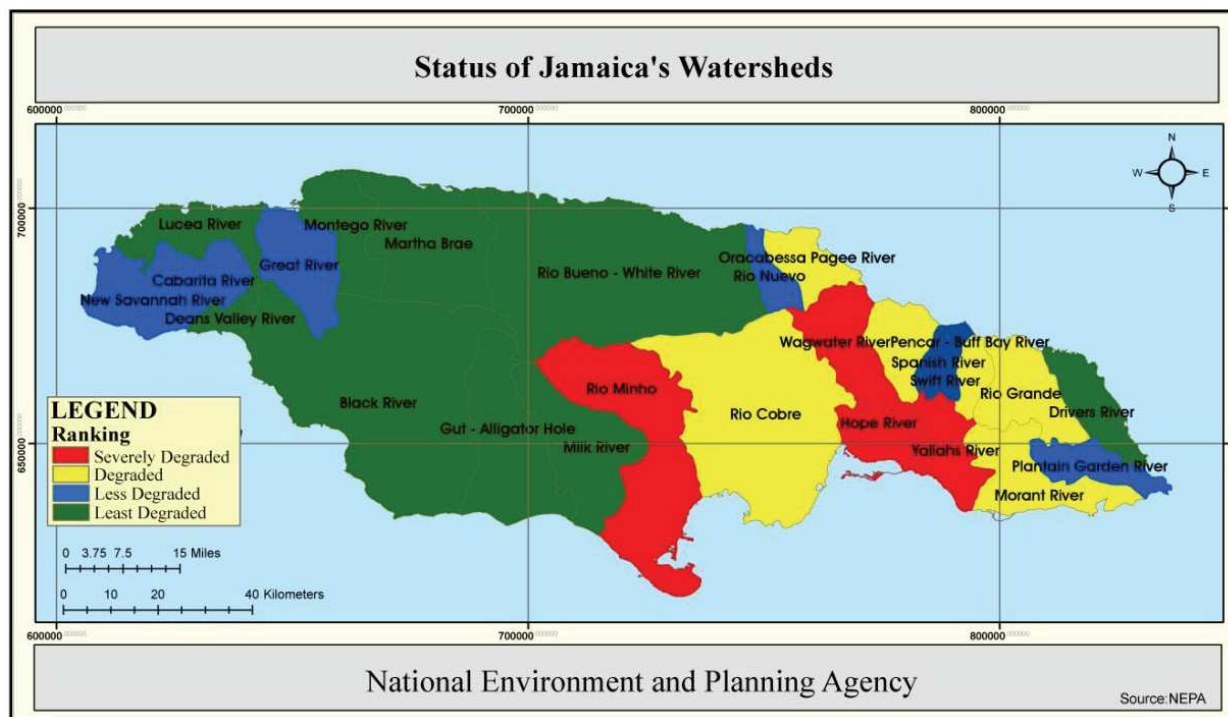 Status of Jamaica's Watersheds
600000
700000
800000
N
W E
S
700000
Lucea River
Montego River
Martha Brae
Great River
Oracabessa Pagee River
Rio Bueno - White River
Rio Nuevo
Cabarita River
New Savannah River
Deans Valley River
Wagwater River
Pencar - Buff Bay River
Spanish River
Swift River
Rio Grande
Rio Minho
Black River
Rio Cobre
Drivers River
Hope River
Gut - Alligator Hole
Milk River
Yallahs River
Plantain Garden River
Morant River
650000
LEGEND
Ranking
Severely Degraded
Degraded
Less Degraded
Least Degraded
0 3.75 7.5 15 Miles
0 10 20 40 Kilometers
600000
700000
800000
National Environment and Planning Agency
Source:NEPA